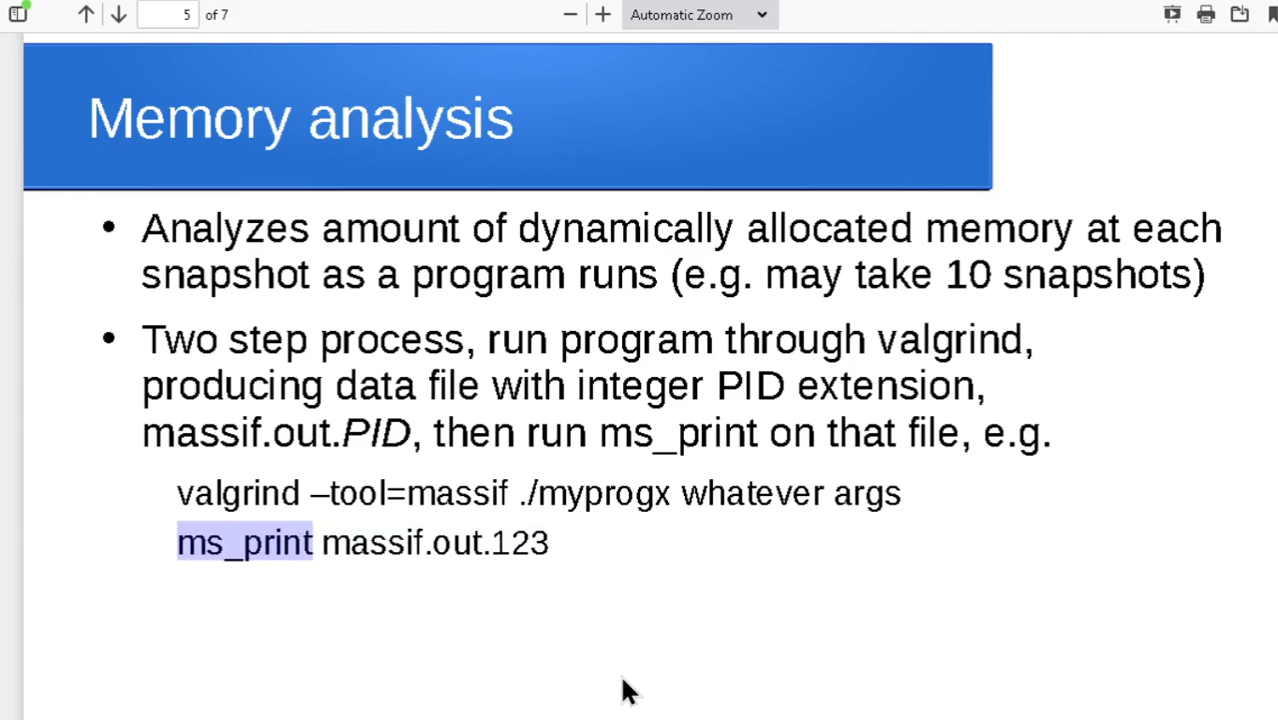 5 of 7 Automatic Zoom
Memory analysis
• Analyzes amount of dynamically allocated memory at each
snapshot as a program runs (e.g. may take 10 snapshots)
• Two step process, run program through valgrind,
producing data file with integer PID extension,
massif.out.PID, then run ms_print on that file, e.g.
valgrind –tool=massif ./myprogx whatever args
ms_print massif.out.123